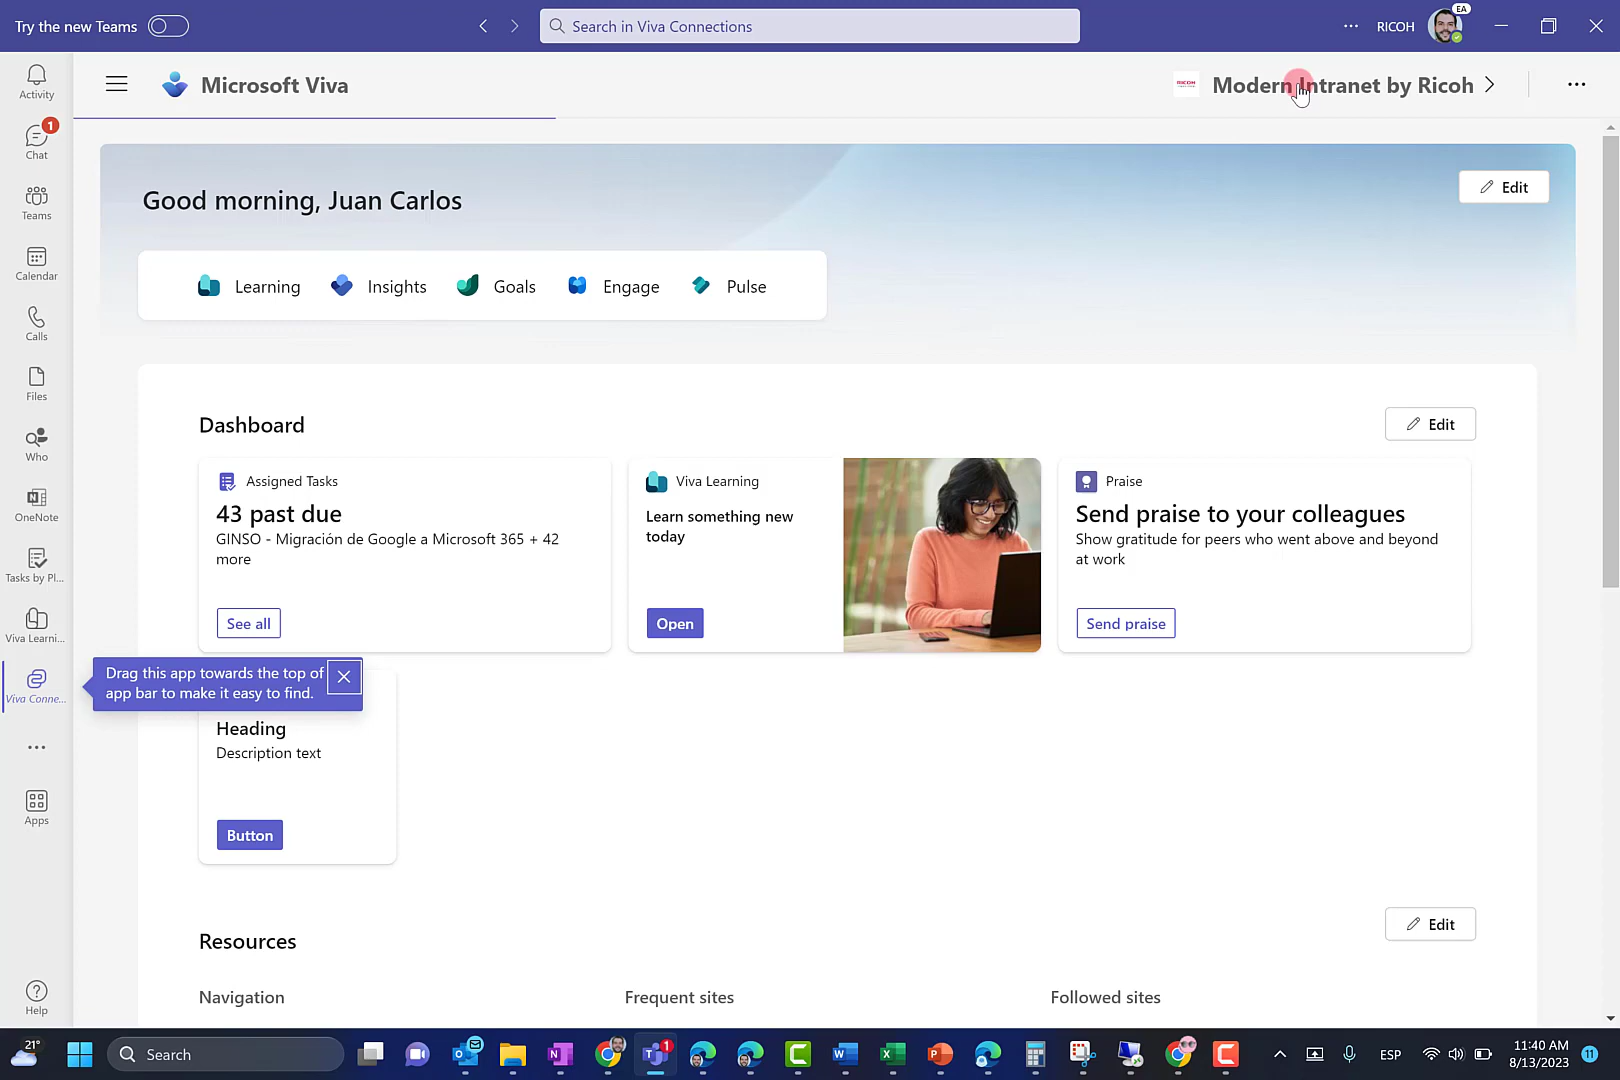 Try the new Teams
Search in Viva Connections
RICOH
EA
Activity
1
Chat
Teams
Calendar
Calls
Files
Who
OneNote
Tasks by Pl...
Viva Learni...
Viva Conne...
Apps
Help
Microsoft Viva
RICOH
Modern Intranet by Ricoh
Good morning, Juan Carlos
Edit
Learning
Insights
Goals
Engage
Pulse
Dashboard
Edit
Assigned Tasks
43 past due
GINSO - Migración de Google a Microsoft 365 + 42
more
See all
Viva Learning
Learn something new
today
Open
Praise
Send praise to your colleagues
Show gratitude for peers who went above and beyond
at work
Send praise
Drag this app towards the top of
app bar to make it easy to find.
Heading
Description text
Button
Resources
Edit
Navigation
Frequent sites
Followed sites
21°
Search
1
ESP
11:40 AM
8/13/2023
11